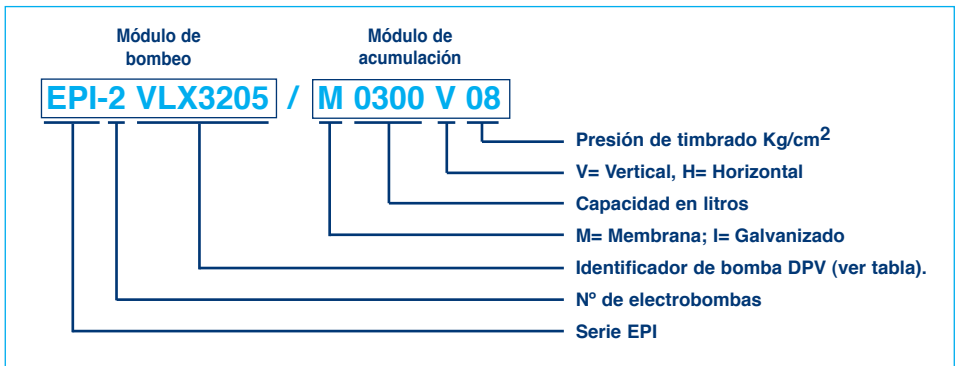 Módulo de
bombeo
Módulo de
acumulación
EPI-2 VLX3205 / M 0300 V 08
Presión de timbrado Kg/cm2
V= Vertical, H= Horizontal
Capacidad en litros
M= Membrana; I= Galvanizado
Identificador de bomba DPV (ver tabla).
Nº de electrobombas
Serie EPI